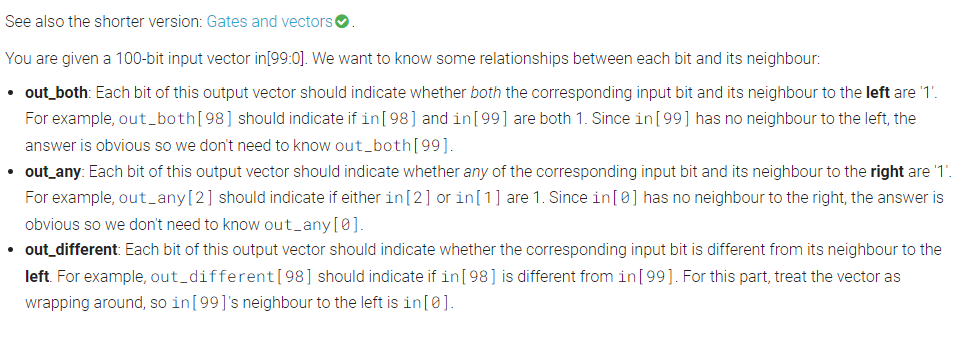 See also the shorter version: Gates and vectors.
You are given a 100-bit input vector in[99:0]. We want to know some relationships between each bit and its neighbour:
• out_both: Each bit of this output vector should indicate whether both the corresponding input bit and its neighbour to the left are '1'.
For example, out_both[98] should indicate if in[98] and in[99] are both 1. Since in[99] has no neighbour to the left, the
answer is obvious so we don't need to know out_both[99].
• out_any: Each bit of this output vector should indicate whether any of the corresponding input bit and its neighbour to the right are '1'.
For example, out_any[2] should indicate if either in[2] or in[1] are 1. Since in[0] has no neighbour to the right, the answer is
obvious so we don't need to know out_any[0].
• out_different: Each bit of this output vector should indicate whether the corresponding input bit is different from its neighbour to the
left. For example, out_different[98] should indicate if in[98] is different from in[99]. For this part, treat the vector as
wrapping around, so in[99]'s neighbour to the left is in[0].